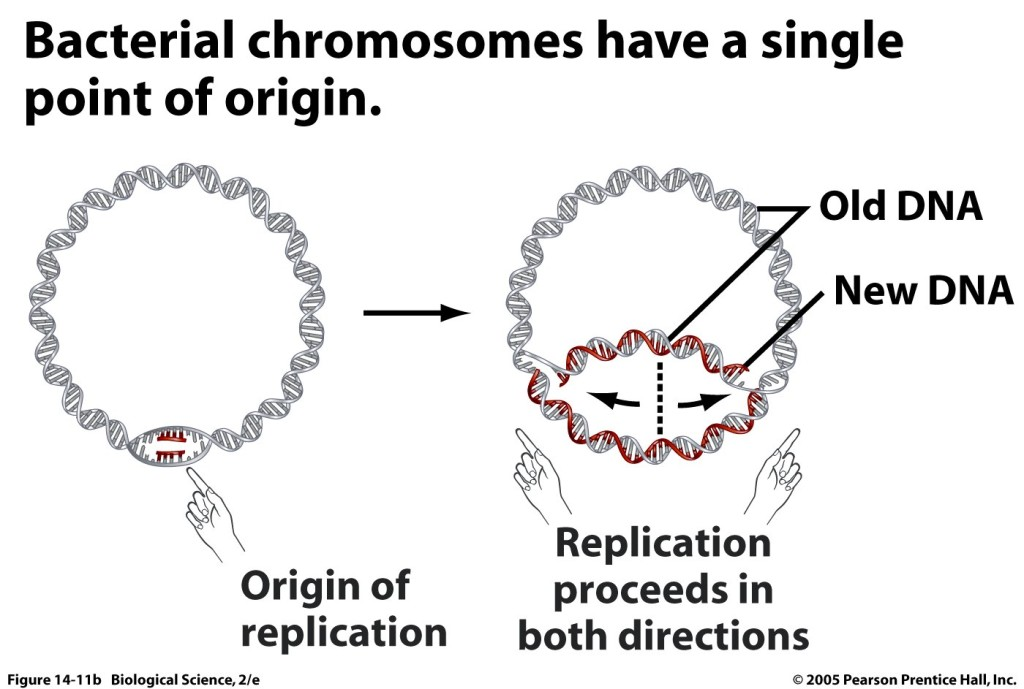 Bacterial chromosomes have a single
point of origin.
Old DNA
New DNA
Origin of
replication
Replication
proceeds in
both directions
Figure 14-11b Biological Science, 2/e
© 2005 Pearson Prentice Hall, Inc.